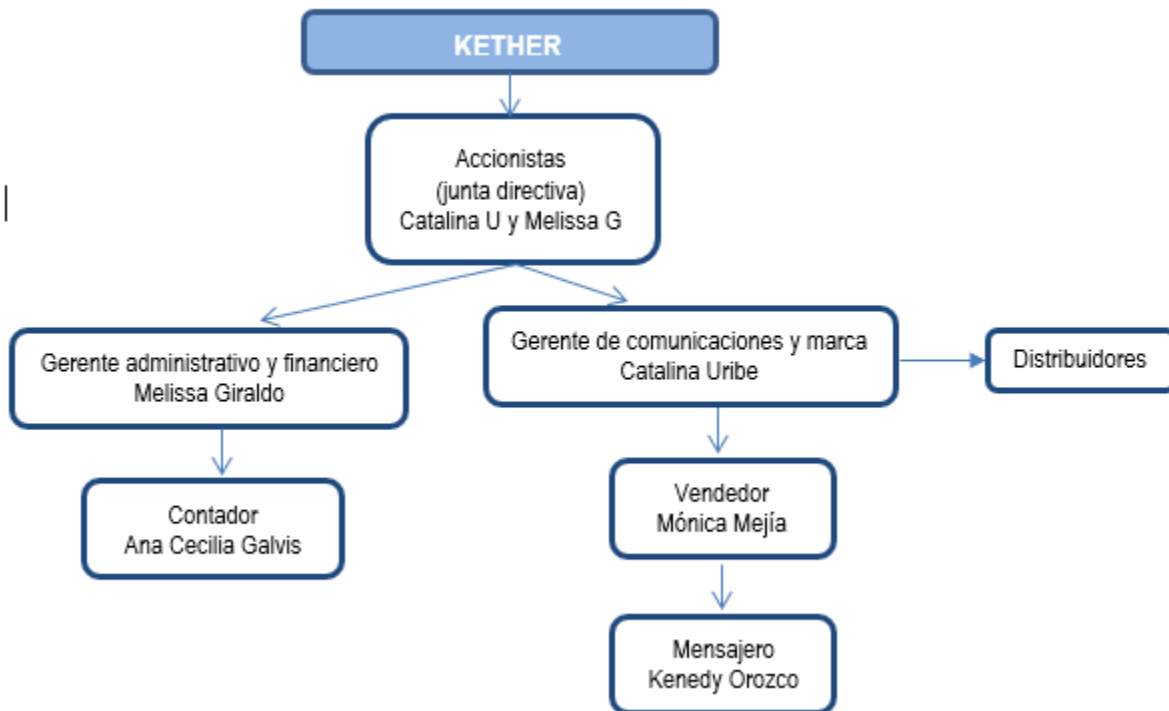 KETHER
Accionistas
(junta directiva)
Catalina U y Melissa G
Gerente administrativo y financiero
Melissa Giraldo
Gerente de comunicaciones y marca
Catalina Uribe
Distribuidores
Contador
Ana Cecilia Galvis
Vendedor
Mónica Mejía
Mensajero
Kenedy Orozco